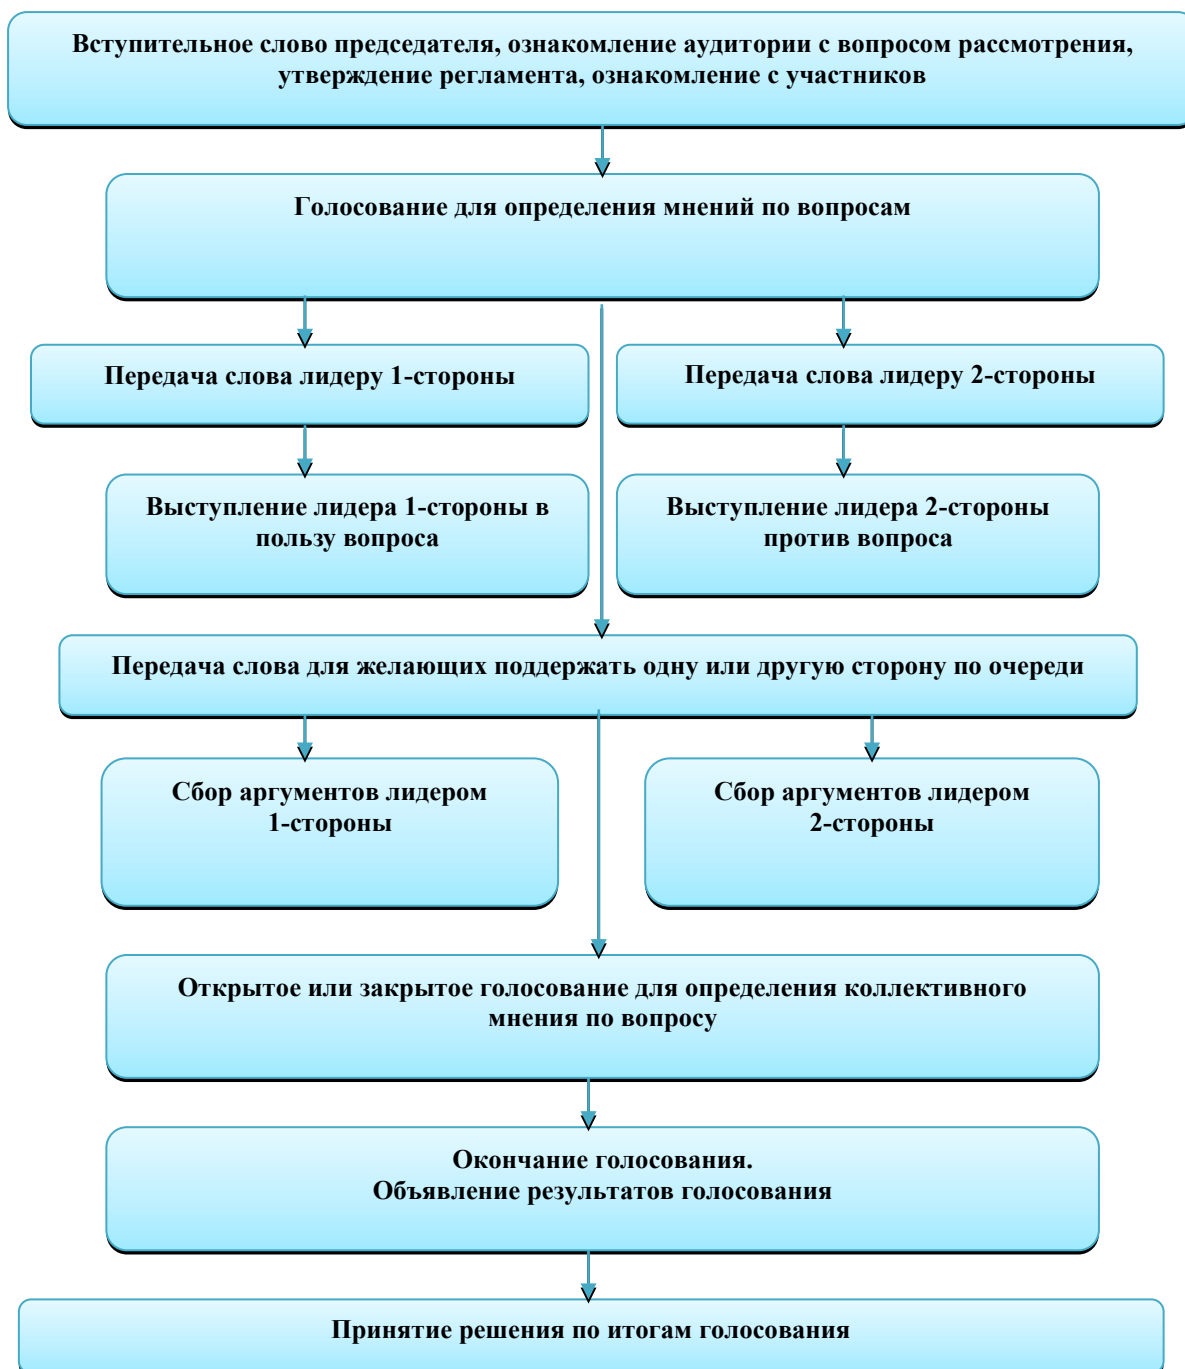 Вступительное слово председателя, ознакомление аудитории с вопросом рассмотрения,
утверждение регламента, ознакомление с участников
Голосование для определения мнений по вопросам
Передача слова лидеру 1-стороны
Передача слова лидеру 2-стороны
Выступление лидера 1-стороны в
пользу вопроса
Выступление лидера 2-стороны
против вопроса
Передача слова для желающих поддержать одну или другую сторону по очереди
Сбор аргументов лидером
1-стороны
Сбор аргументов лидером
2-стороны
Открытое или закрытое голосование для определения коллективного
мнения по вопросу
Окончание голосования.
Объявление результатов голосования
Принятие решения по итогам голосования